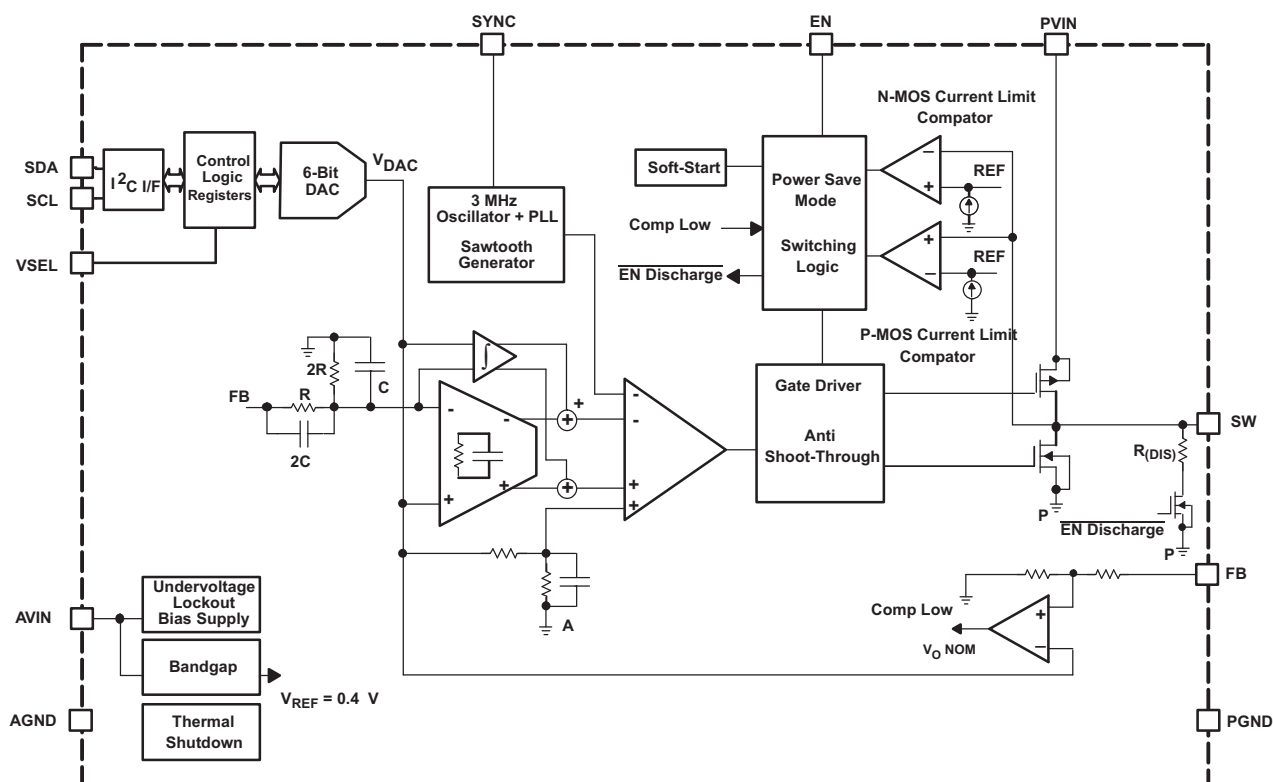 SYNC
EN
PVIN
N-MOS Current Limit
Compator
SDA
SCL
I2C I/F
Control
Logic
Registers
6-Bit
DAC
VDAC
VSEL
3 MHz
Oscillator + PLL
Sawtooth
Generator
Soft-Start
Comp Low
EN Discharge
Power Save
Mode
Switching
Logic
−
+
REF
+
−
REF
P-MOS Current Limit
Compator
2R
C
FB
R
2C
∫
-
+
-
+
+
+
+
-
-
+
+
A
Gate Driver
Anti
Shoot-Through
SW
R(DIS)
P
EN Discharge
P
FB
Comp Low
+
−
VO NOM
AVIN
Undervoltage
Lockout
Bias Supply
Bandgap
VREF = 0.4 V
AGND
Thermal
Shutdown
PGND